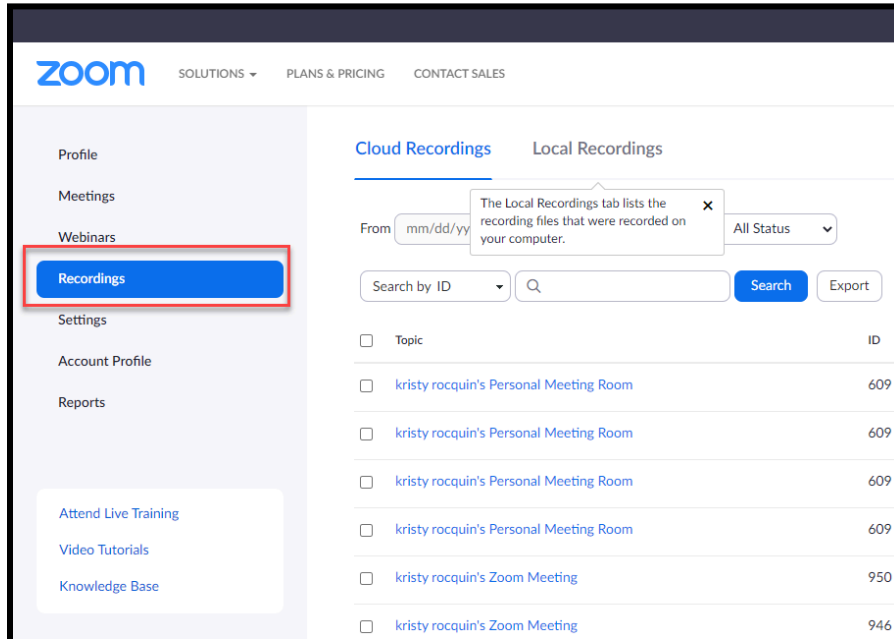 zoom SOLUTIONS PLANS & PRICING CONTACT SALES
Profile
Meetings
Webinars
Recordings
Settings
Account Profile
Reports
Attend Live Training
Video Tutorials
Knowledge Base
Cloud Recordings Local Recordings
The Local Recordings tab lists the
recording files that were recorded on
your computer.
From mm/dd/yy All Status
Search by ID Search Export
Topic ID
kristy rocquin's Personal Meeting Room 609
kristy rocquin's Personal Meeting Room 609
kristy rocquin's Personal Meeting Room 609
kristy rocquin's Personal Meeting Room 609
kristy rocquin's Zoom Meeting 950
kristy rocquin's Zoom Meeting 946